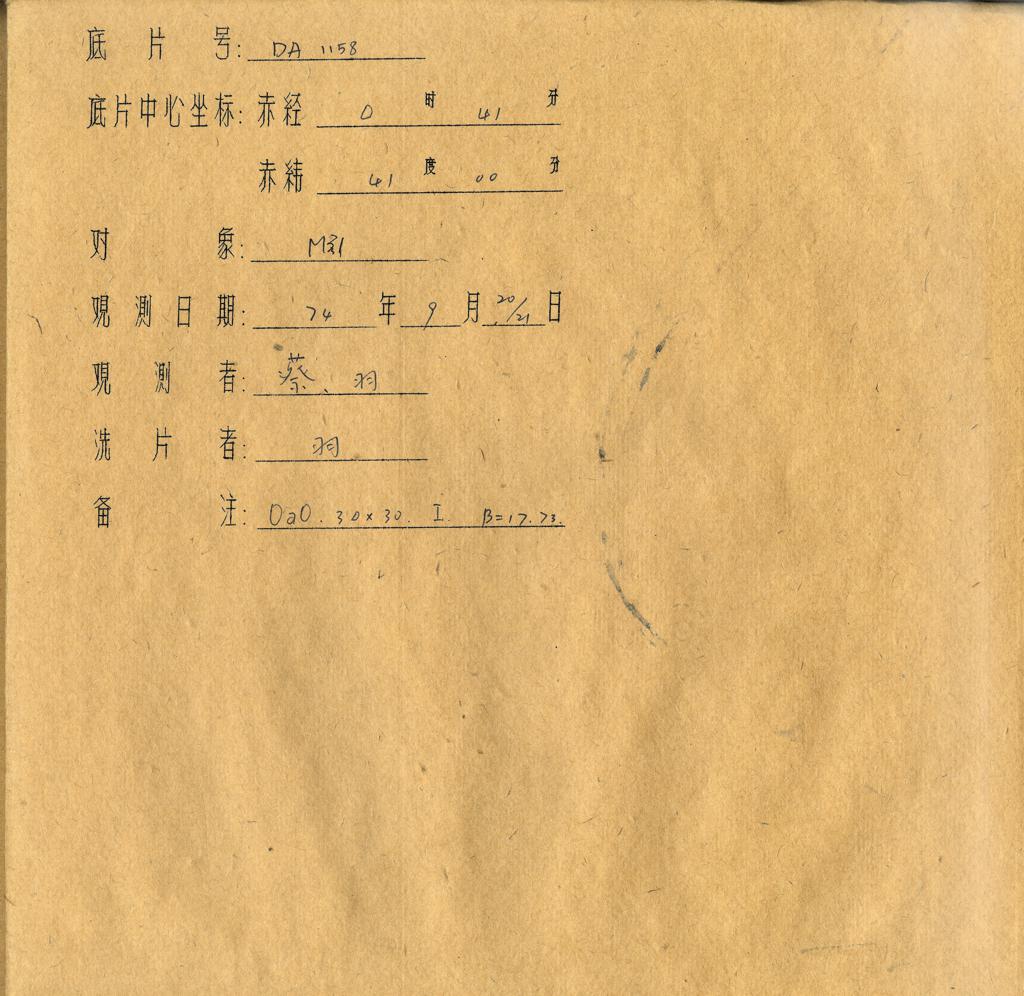 底片号: DA 1158
底片中心坐标: 赤经 0 时 41 分
赤纬 41 度 00 分
对象: M31
观测日期: 74 年 9 月 20/21 日
观测者: 蔡、羽
洗片者: 羽
备注: OaO. 30×30. I. B=17.73.